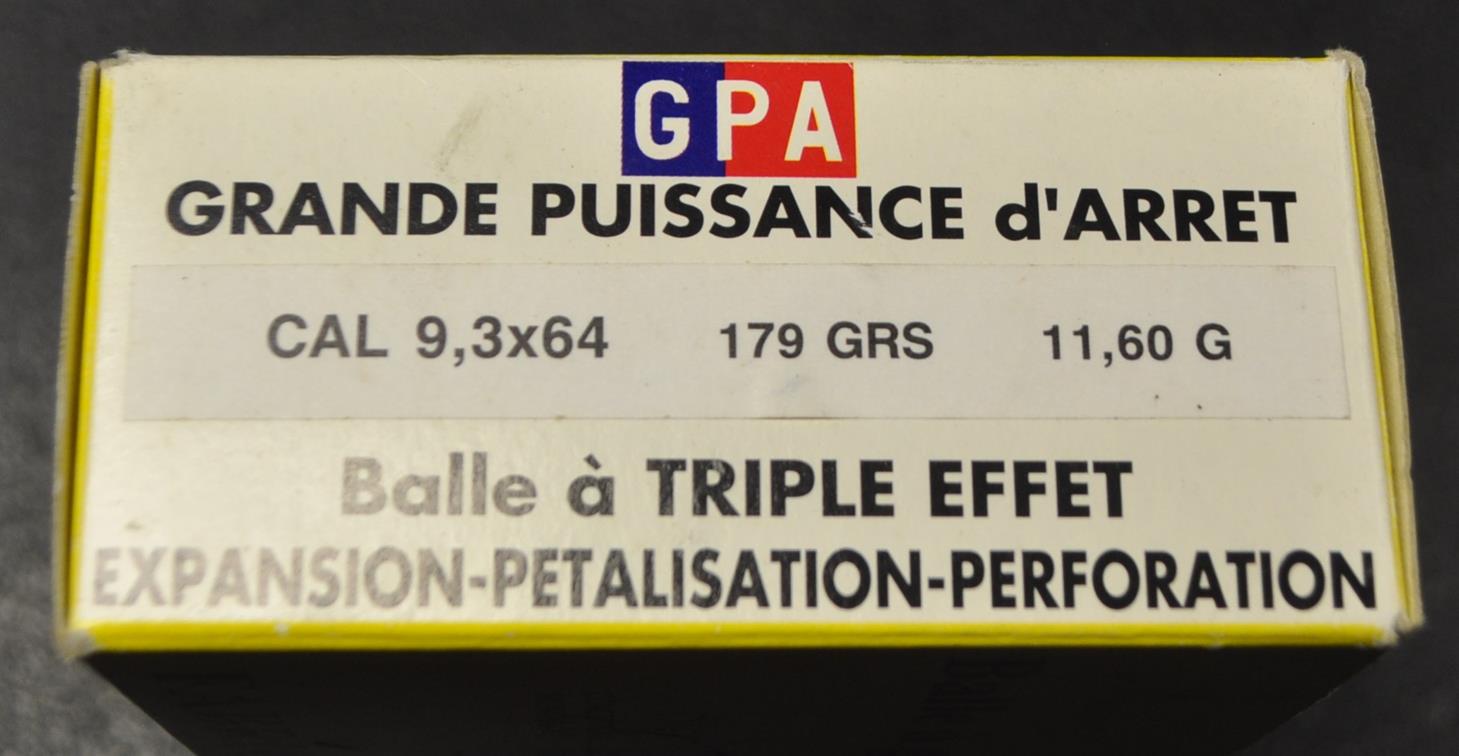 GPA
GRANDE PUISSANCE d'ARRET
CAL 9,3x64 179 GRS 11,60 G
Balle à TRIPLE EFFET
EXPANSION-PETALISATION-PERFORATION